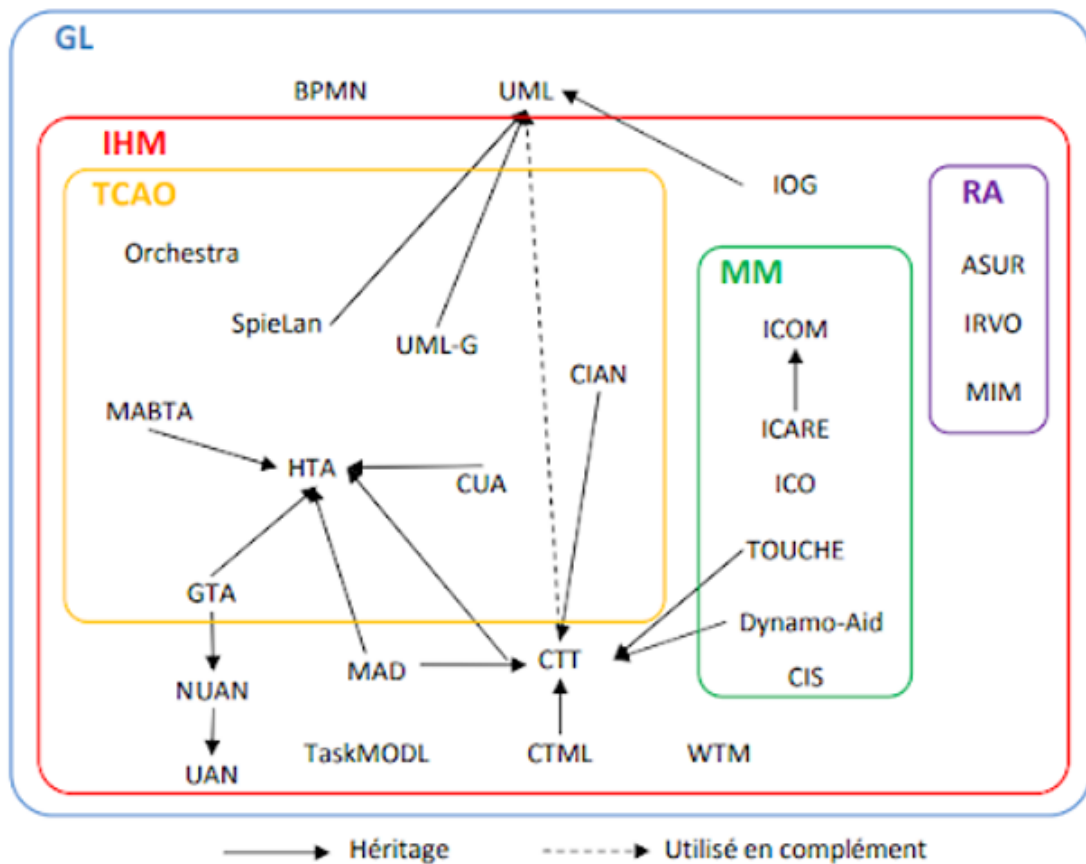 GL
BPMN
UML
IHM
TCAO
IOG
RA
Orchestra
MM
ASUR
SpieLan
UML-G
ICOM
IRVO
CIAN
MIM
MABTA
ICARE
HTA
CUA
ICO
TOUCHE
GTA
Dynamo-Aid
MAD
CTT
CIS
NUAN
TaskMODL
CTML
WTM
UAN
Héritage
Utilisé en complément